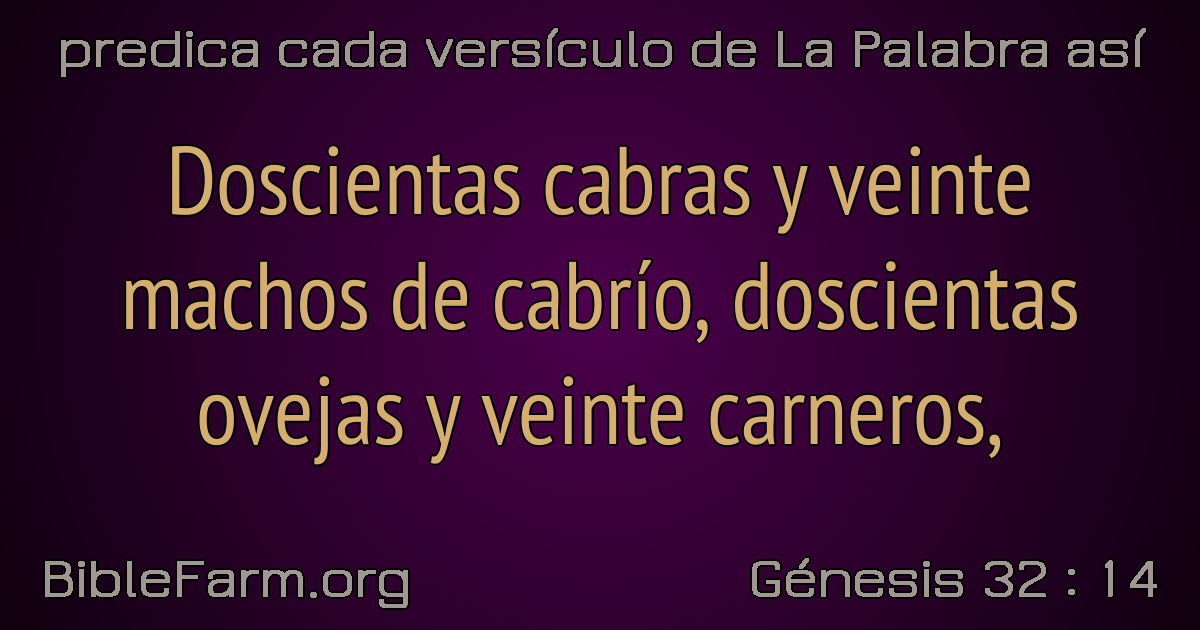 predica cada versículo de La Palabra así
Doscientas cabras y veinte
machos de cabrío, doscientas
ovejas y veinte carneros,
BibleFarm.org
Génesis 32 : 14